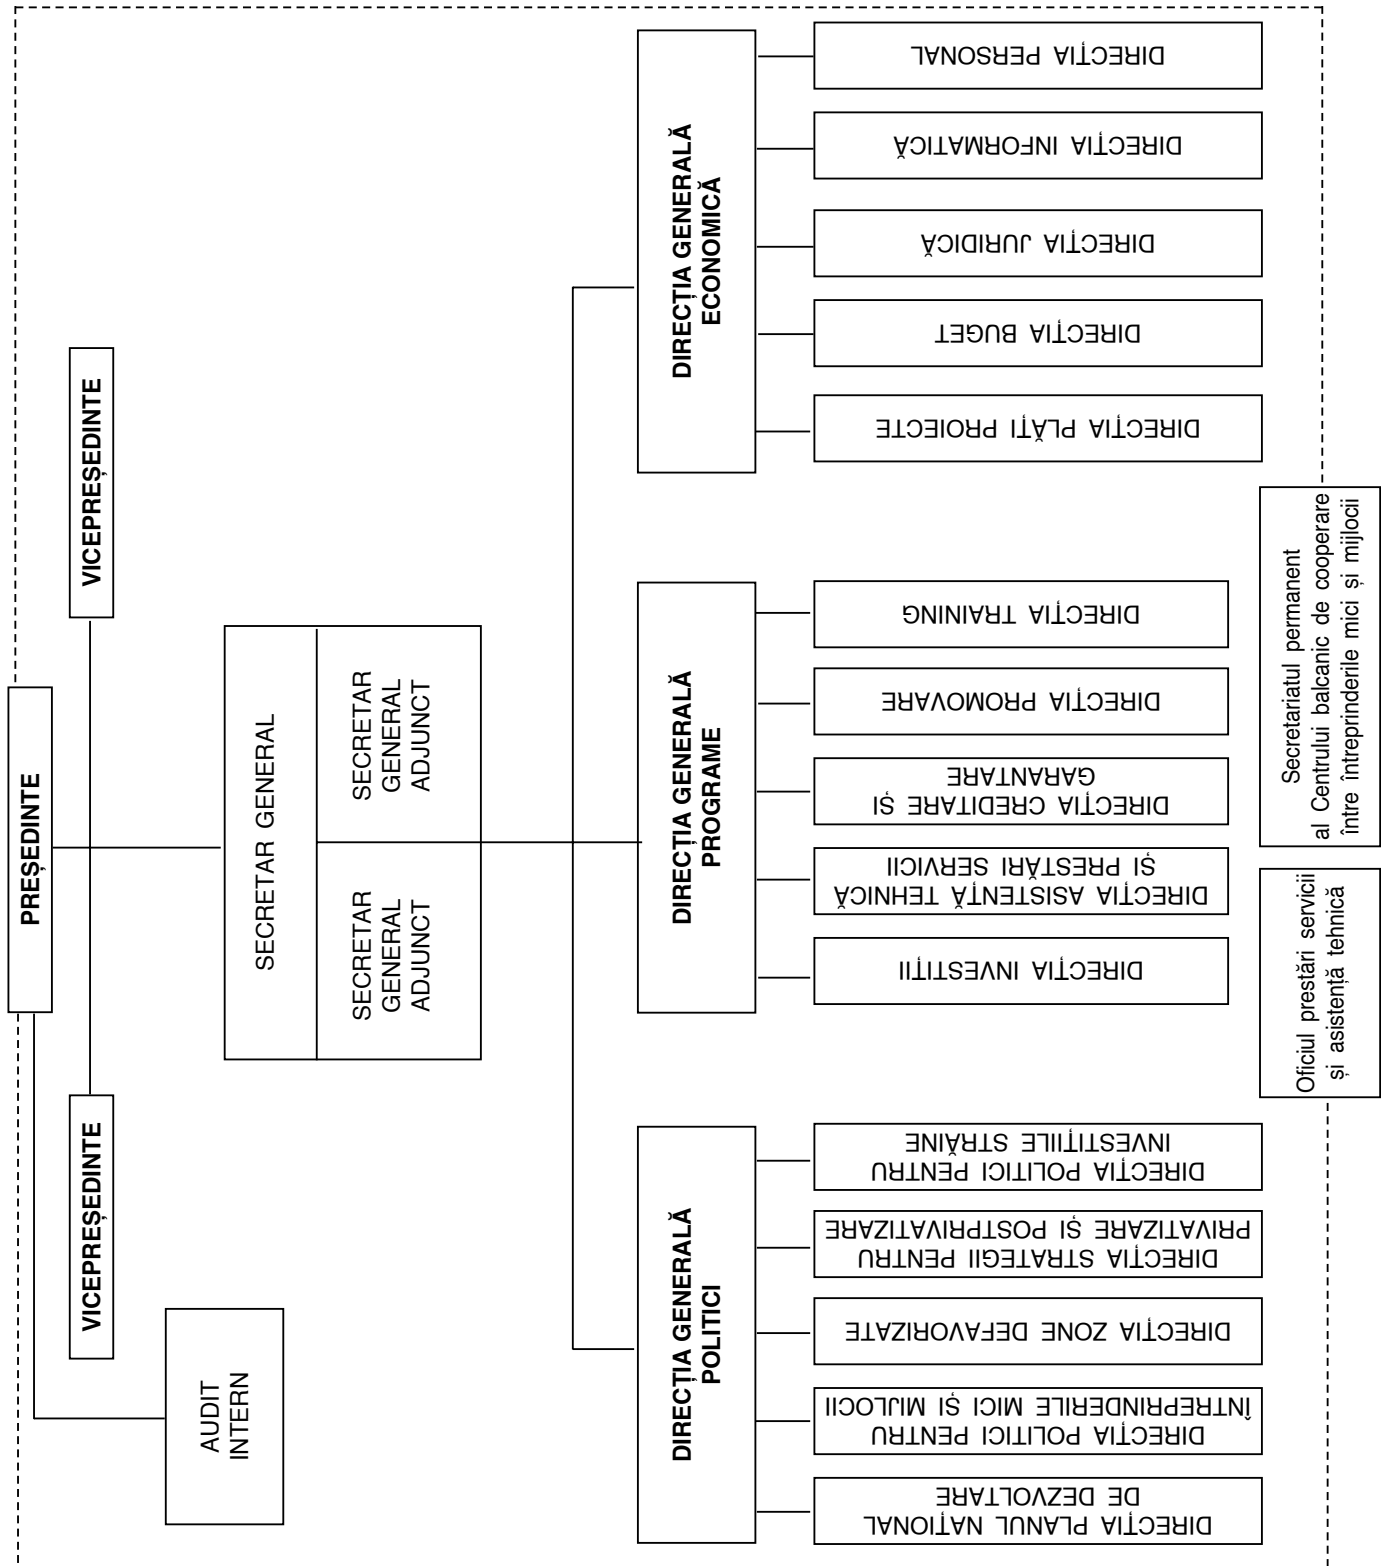 PREȘEDINTE
VICEPREȘEDINTE
VICEPREȘEDINTE
AUDIT
INTERN
SECRETAR GENERAL
SECRETAR
GENERAL
ADJUNCT
SECRETAR
GENERAL
ADJUNCT
DIRECȚIA GENERALĂ
POLITICI
DIRECȚIA GENERALĂ
PROGRAME
DIRECȚIA GENERALĂ
ECONOMICĂ
DIRECȚIA PLANUL NAȚIONAL
DE DEZVOLTARE
DIRECȚIA POLITICI PENTRU
ÎNTREPRINDERILE MICI ȘI MIJLOCII
DIRECȚIA ZONE DEFAVORIZATE
DIRECȚIA STRATEGII PENTRU
PRIVATIZARE ȘI POSTPRIVATIZARE
DIRECȚIA POLITICI PENTRU
INVESTIȚIILE STRĂINE
DIRECȚIA INVESTIȚII
DIRECȚIA ASISTENȚĂ TEHNICĂ
ȘI PRESTĂRI SERVICII
DIRECȚIA CREDITARE ȘI
GARANTARE
DIRECȚIA PROMOVARE
DIRECȚIA TRAINING
DIRECȚIA PLĂȚI PROIECTE
DIRECȚIA BUGET
DIRECȚIA JURIDICĂ
DIRECȚIA INFORMATICĂ
DIRECȚIA PERSONAL
Oficiul prestări servicii
și asistență tehnică
Secretariatul permanent
al Centrului balcanic de cooperare
între întreprinderile mici și mijlocii